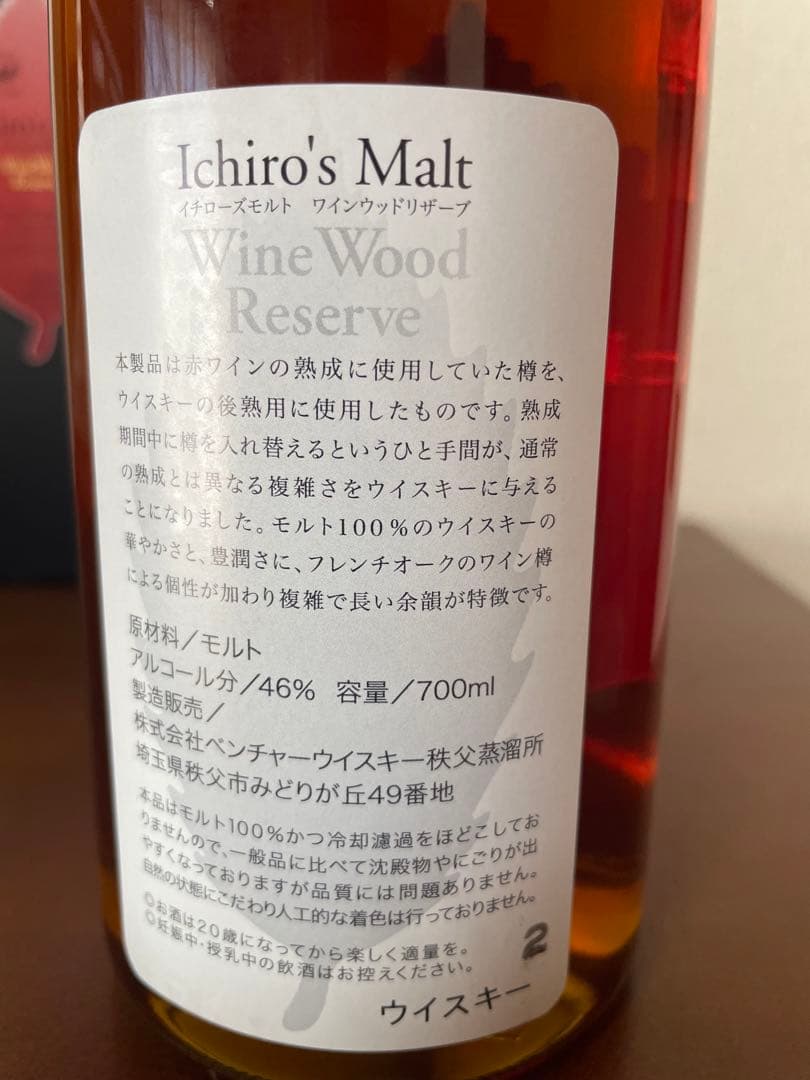 Ichiro's Malt
イチローズモルト ワインウッドリザーブ
Wine Wood
Reserve
本製品は赤ワインの熟成に使用していた樽を、
ウイスキーの後熟用に使用したものです。熟成
期間中に樽を入れ替えるというひと手間が、通常
の熟成とは異なる複雑さをウイスキーに与える
ことになりました。モルト100%のウイスキーの
華やかさと、豊潤さに、フレンチオークのワイン樽
による個性が加わり複雑で長い余韻が特徴です。
原材料/モルト
アルコール分/46% 容量/700ml
製造販売/
株式会社ベンチャーウイスキー秩父蒸溜所
埼玉県秩父市みどりが丘49番地
本品はモルト100%かつ冷却濾過をほどこしてお
りませんので、一般品に比べて沈殿物やにごりが出
やすくなっておりますが品質には問題ありません。
自然の状態にこだわり人工的な着色は行っておりません。
◎お酒は20歳になってから楽しく適量を。
◎妊娠中・授乳中の飲酒はお控えください。
2
ウイスキー